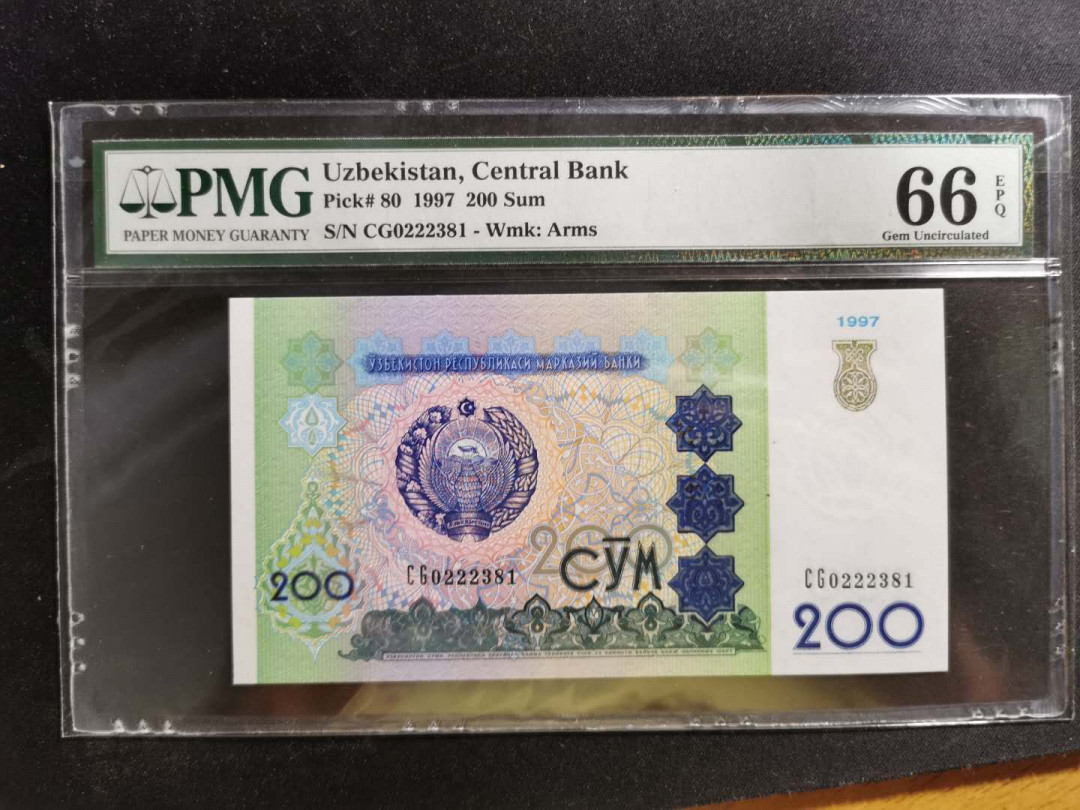 PMG
PAPER MONEY GUARANTY
Uzbekistan, Central Bank
Pick# 80 1997 200 Sum
S/N CG0222381 - Wmk: Arms
66
EPQ
Gem Uncirculated
1997
ЎЗБЕКИСТОН РЕСПУБЛИКАСИ МАРКАЗИЙ БАНКИ
200
200 CG0222381 СЎМ CG0222381
200